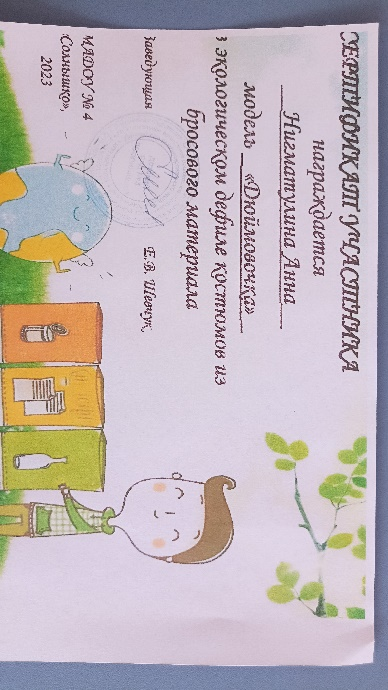 СЕРТИФИКАТ УЧАСТНИКА
награждается
Нигматулина Анна
модель «Дюймовочка»
в экологическом дефиле костюмов из
бросового материала
Заведующая
Е.В. Шевчук
МАДОУ № 4
Солнышко»,
2023